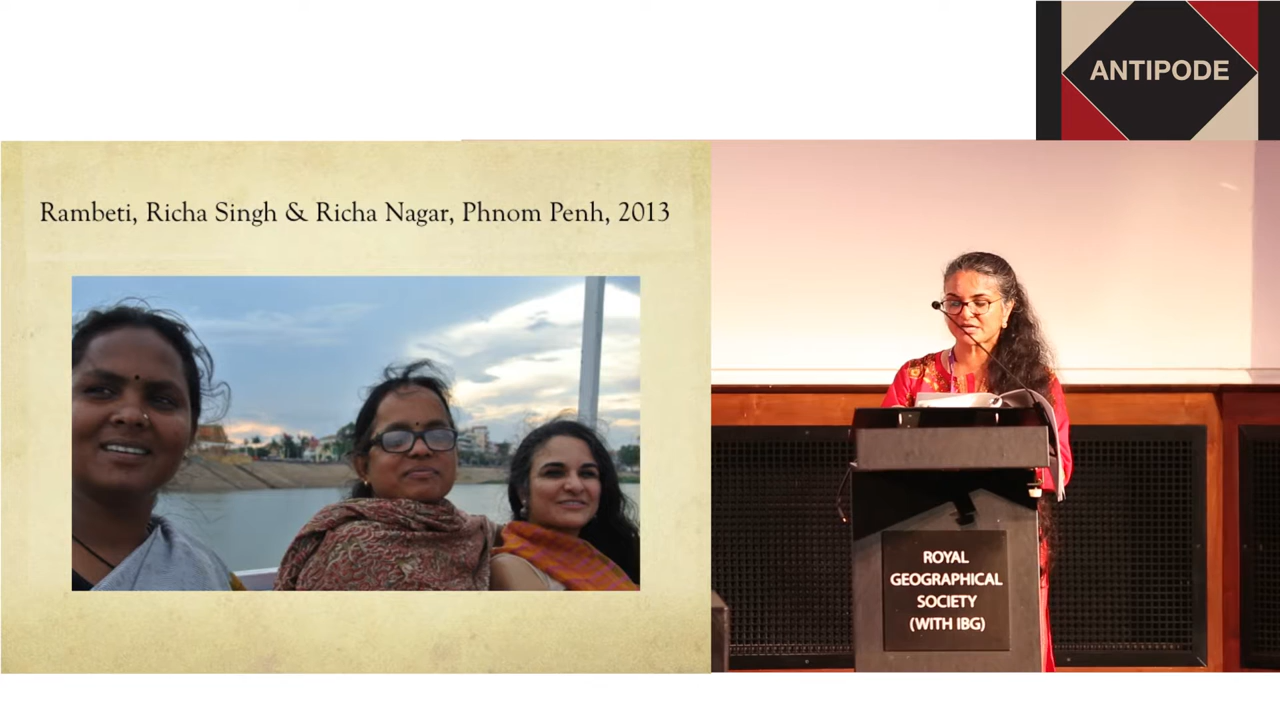 ANTIPODE
Rambeti, Richa Singh & Richa Nagar, Phnom Penh, 2013
ROYAL
GEOGRAPHICAL
SOCIETY
(WITH IBG)